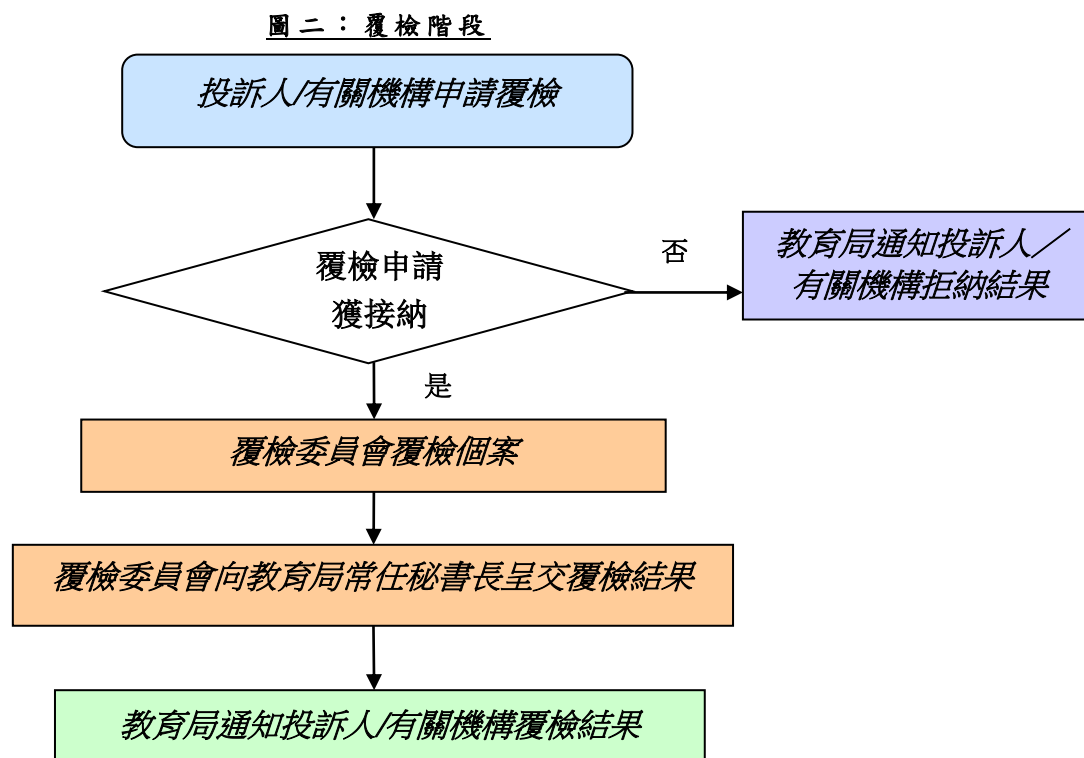 圖二：覆檢階段
投訴人/有關機構申請覆檢
覆檢申請
獲接納
否
教育局通知投訴人／
有關機構拒納結果
是
覆檢委員會覆檢個案
覆檢委員會向教育局常任秘書長呈交覆檢結果
教育局通知投訴人/有關機構覆檢結果